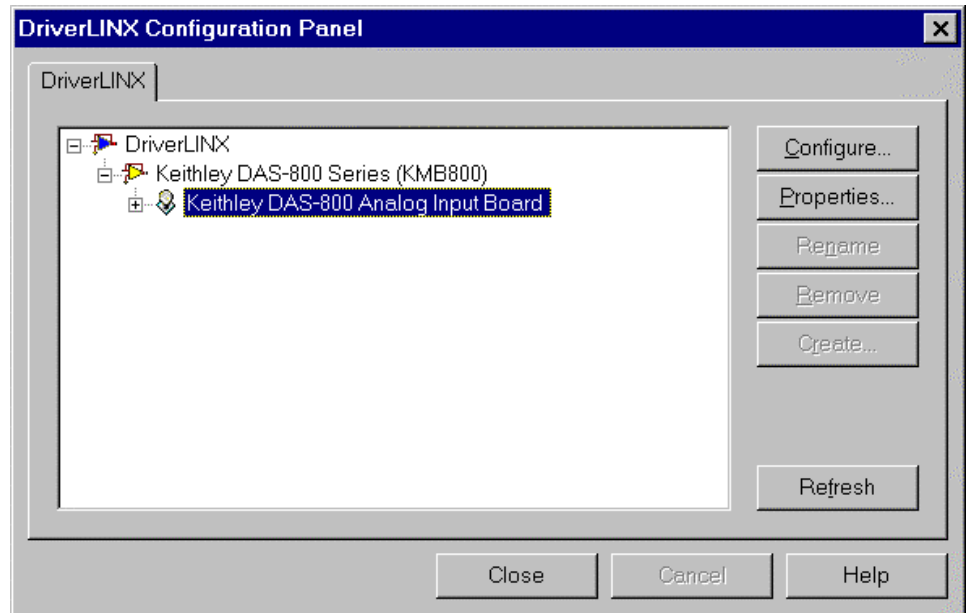 DriverLINX Configuration Panel
DriverLINX
DriverLINX
Keithley DAS-800 Series (KMB800)
Keithley DAS-800 Analog Input Board
Configure...
Properties...
Rename
Remove
Create...
Refresh
Close
Cancel
Help